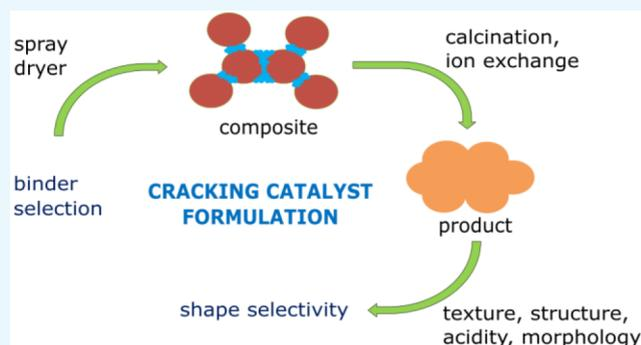 spray
dryer
calcination,
ion exchange
composite
binder
selection
CRACKING CATALYST
FORMULATION
product
shape selectivity
texture, structure,
acidity, morphology